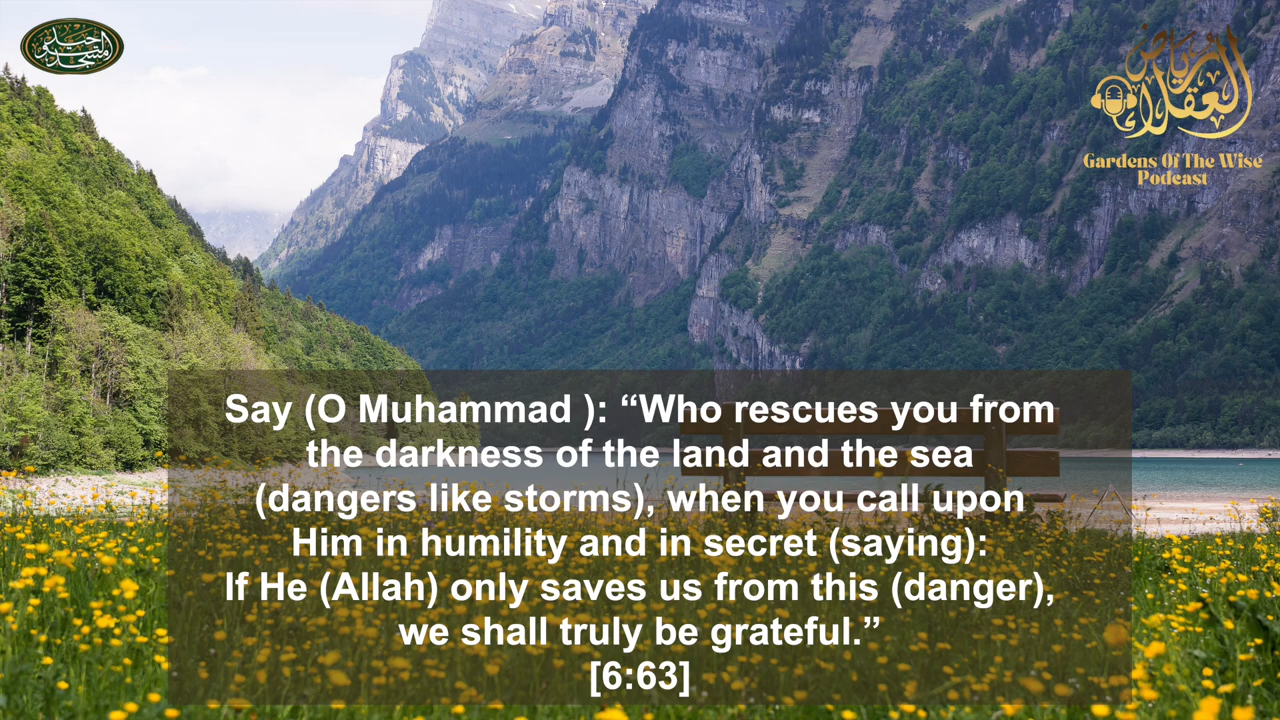 رياض العقلاء
Gardens Of The Wise
Podcast
Say (O Muhammad ): “Who rescues you from
the darkness of the land and the sea
(dangers like storms), when you call upon
Him in humility and in secret (saying):
If He (Allah) only saves us from this (danger),
we shall truly be grateful.”
[6:63]